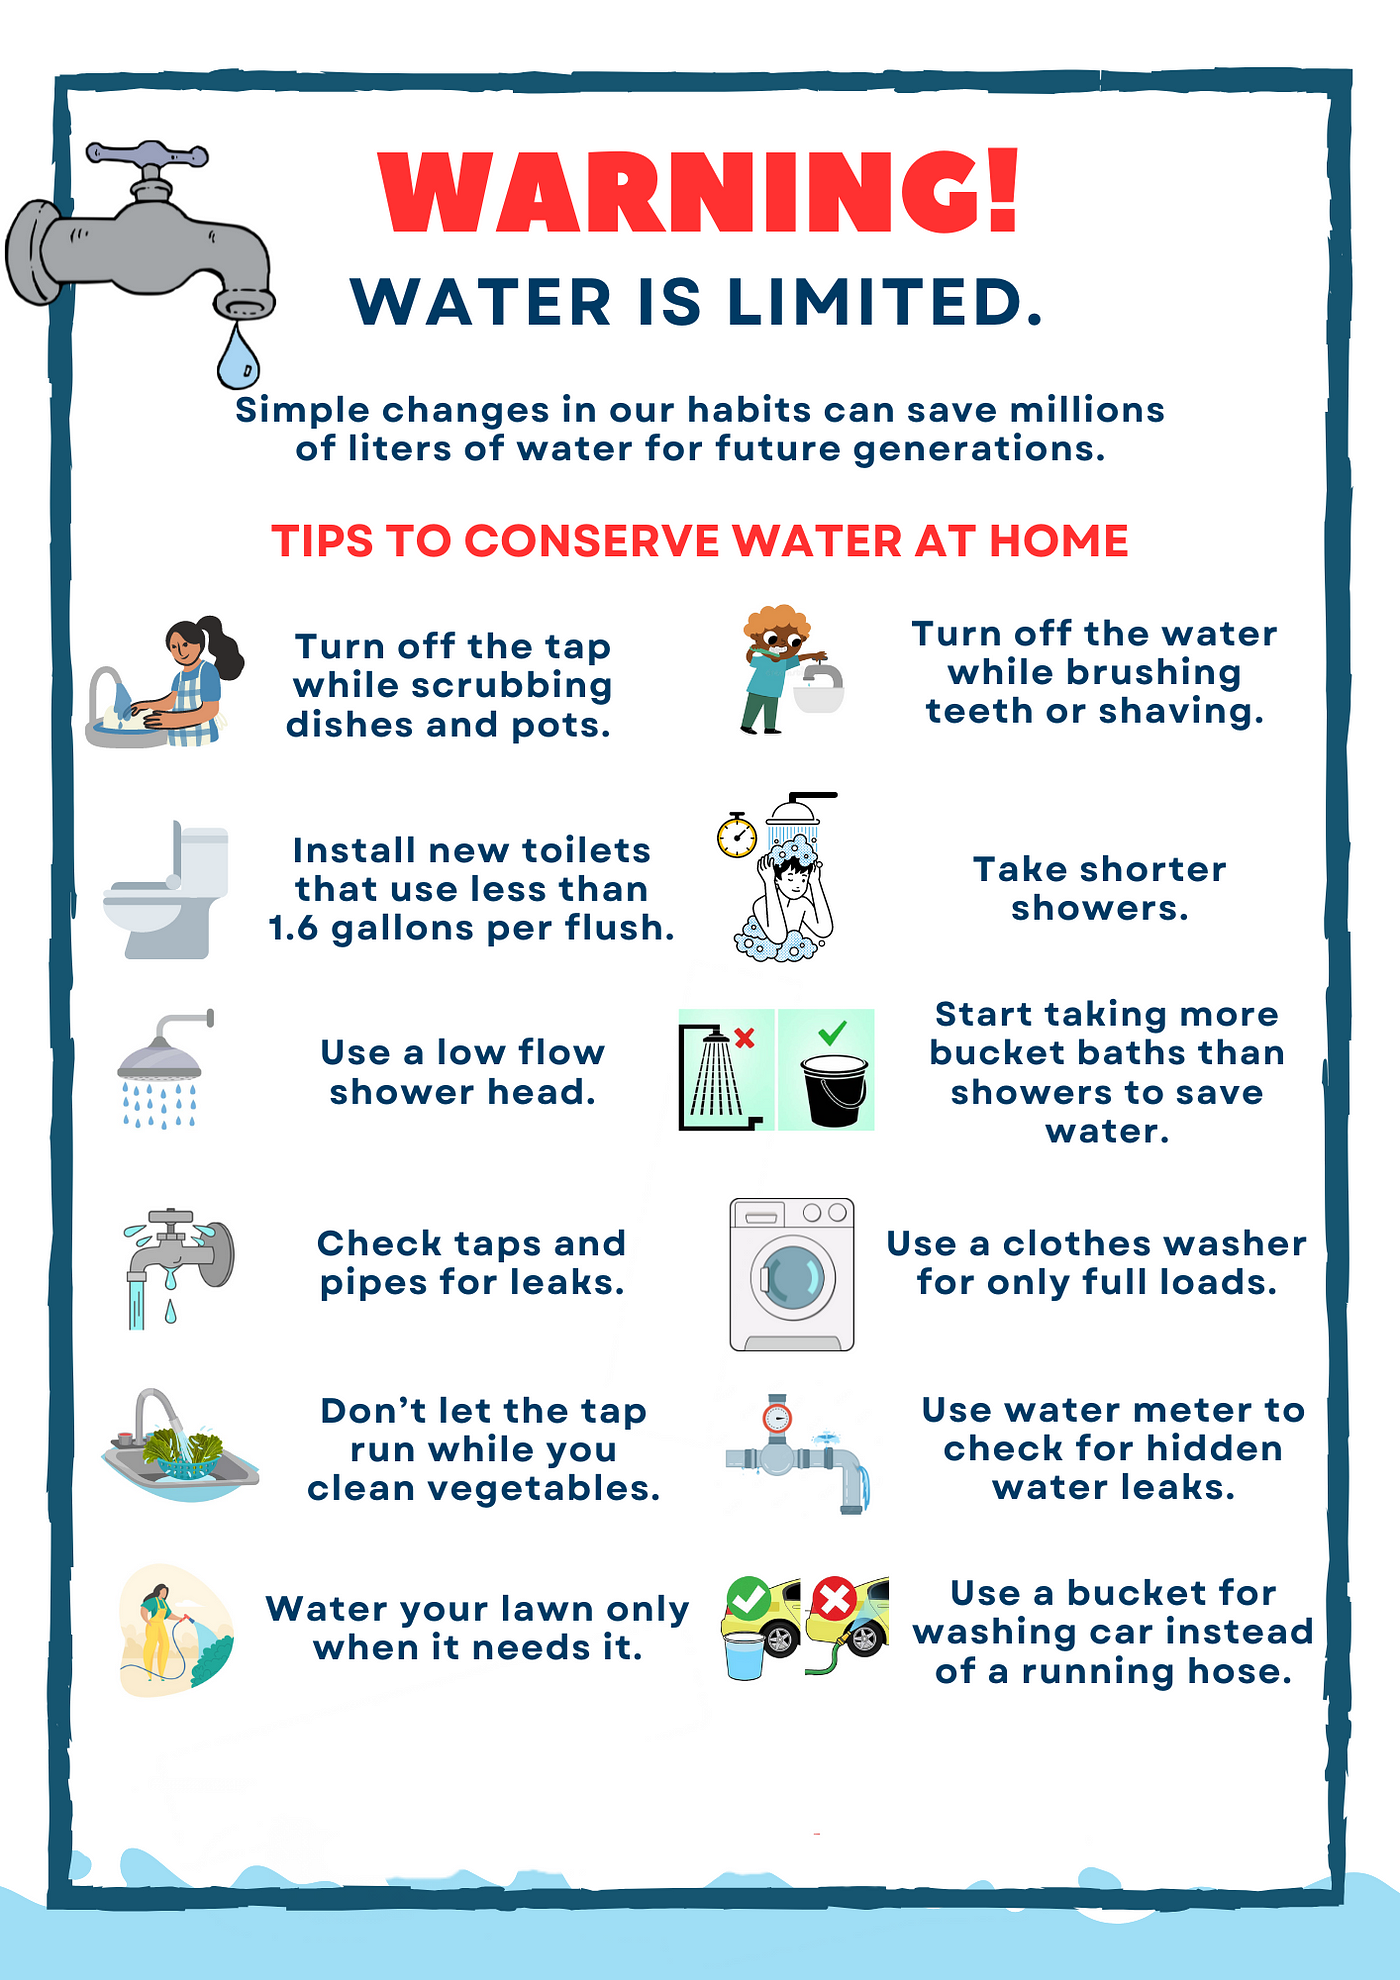 WARNING!
WATER IS LIMITED.
Simple changes in our habits can save millions
of liters of water for future generations.
TIPS TO CONSERVE WATER AT HOME
Turn off the tap
while scrubbing
dishes and pots.
Turn off the water
while brushing
teeth or shaving.
Install new toilets
that use less than
1.6 gallons per flush.
Take shorter
showers.
Use a low flow
shower head.
Start taking more
bucket baths than
showers to save
water.
Check taps and
pipes for leaks.
Use a clothes washer
for only full loads.
Don’t let the tap
run while you
clean vegetables.
Use water meter to
check for hidden
water leaks.
Water your lawn only
when it needs it.
Use a bucket for
washing car instead
of a running hose.